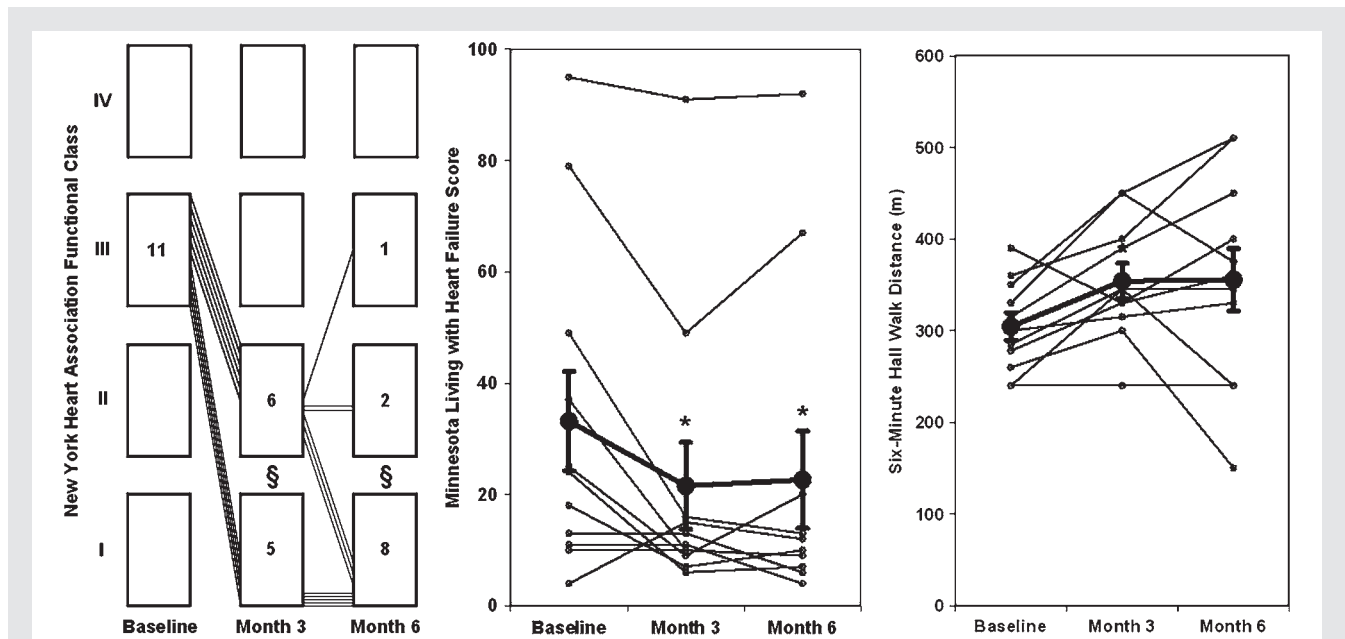 New York Heart Association Functional Class
IV
III
II
I
11
1
6
2
§
§
5
8
Baseline Month 3 Month 6
Minnesota Living with Heart Failure Score
100
80
60
40
20
0
*
*
Baseline Month 3 Month 6
Six-Minute Hall Walk Distance (m)
600
500
400
300
200
100
0
*
Baseline Month 3 Month 6